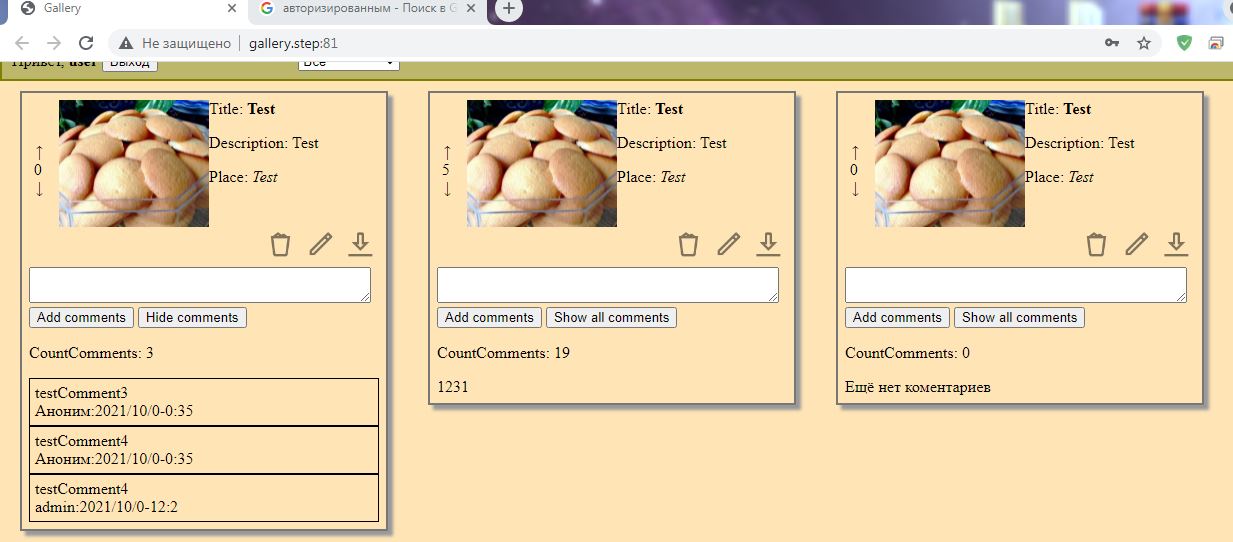 Gallery
авторизированным - Поиск в G
Не защищено
gallery.step:81
Привет, user
Выход
Все
Title: Test
Description: Test
Place: Test
0
Add comments
Hide comments
CountComments: 3
testComment3
Аноним:2021/10/0-0:35
testComment4
Аноним:2021/10/0-0:35
testComment4
admin:2021/10/0-12:2
Title: Test
Description: Test
Place: Test
5
Add comments
Show all comments
CountComments: 19
1231
Title: Test
Description: Test
Place: Test
0
Add comments
Show all comments
CountComments: 0
Ещё нет коментариев